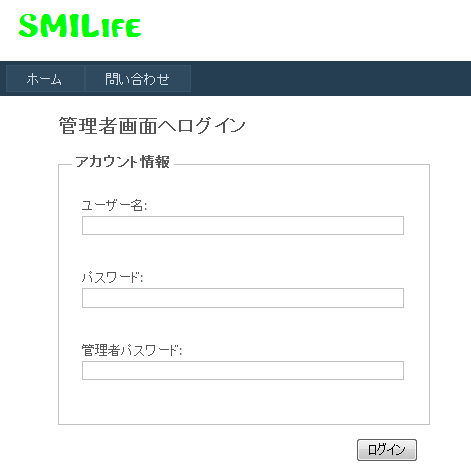 SMILIFE
ホーム 問い合わせ
管理者画面へログイン
アカウント情報
ユーザー名:
パスワード:
管理者パスワード:
ログイン